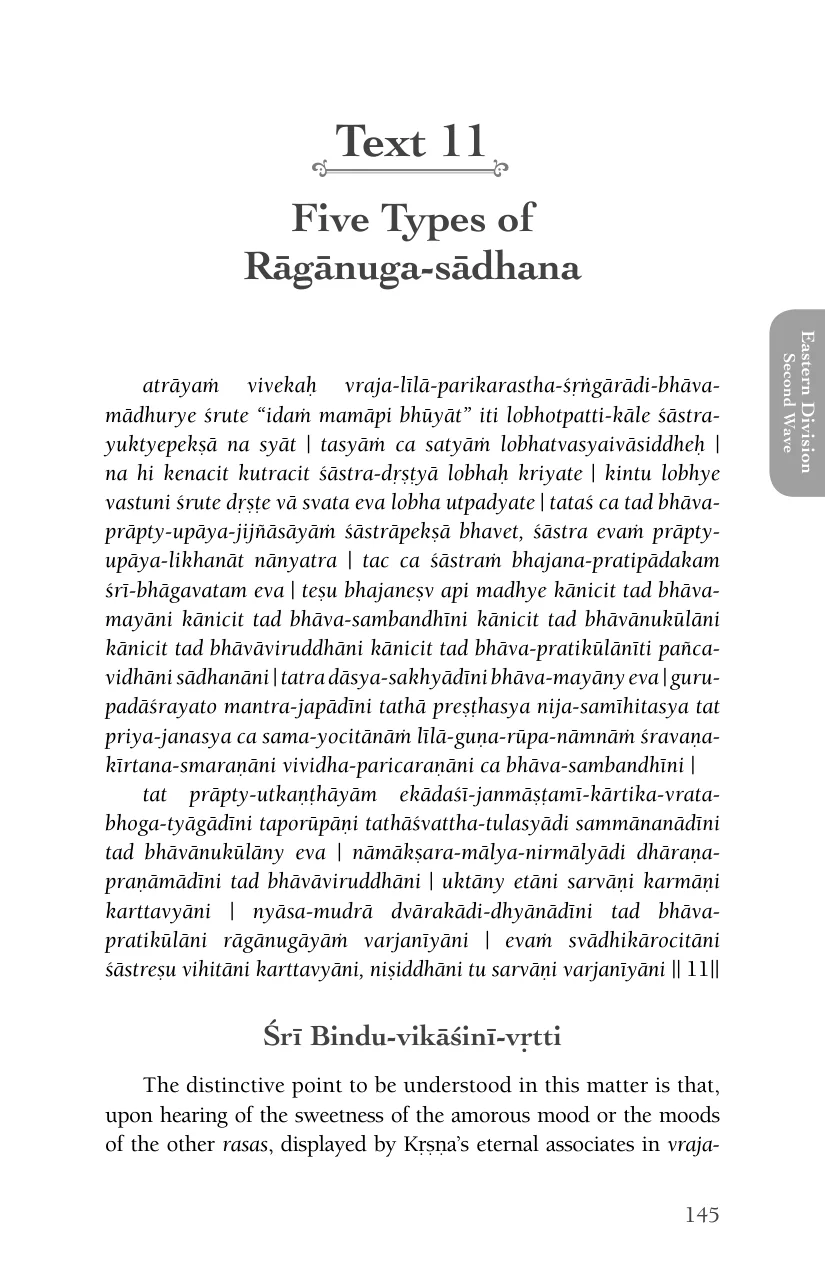 Text 11
Five Types of
Rāgānuga-sādhana
Eastern Division
Second Wave
atrāyaṁ vivekaḥ vraja-līlā-parikarastha-śṛṅgārādi-bhāva-
mādhurye śrute “idaṁ mamāpi bhūyāt” iti lobhotpatti-kāle śāstra-
yuktyepekṣā na syāt | tasyāṁ ca satyāṁ lobhatvasyaivāsiddheḥ |
na hi kenacit kutracit śāstra-dṛṣṭyā lobhaḥ kriyate | kintu lobhye
vastuni śrute dṛṣṭe vā svata eva lobha utpadyate | tataś ca tad bhāva-
prāpty-upāya-jijñāsāyāṁ śāstrāpekṣā bhavet, śāstra evaṁ prāpty-
upāya-likhanāt nānyatra | tac ca śāstraṁ bhajana-pratipādakam
śrī-bhāgavatam eva | teṣu bhajaneṣv api madhye kānicit tad bhāva-
mayāni kānicit tad bhāva-sambandhīni kānicit tad bhāvānukūlāni
kānicit tad bhāvāviruddhāni kānicit tad bhāva-pratikūlānīti pañca-
vidhāni sādhanāni | tatra dāsya-sakhyādīni bhāva-mayāny eva | guru-
padāśrayato mantra-japādīni tathā preṣṭhasya nija-samīhitasya tat
priya-janasya ca sama-yocitānāṁ līlā-guṇa-rūpa-nāmnāṁ śravaṇa-
kīrtana-smaraṇāni vividha-paricaraṇāni ca bhāva-sambandhīni |
tat prāpty-utkaṇṭhāyām ekādaśī-janmāṣṭamī-kārtika-vrata-
bhoga-tyāgādīni taporūpāṇi tathāśvattha-tulasyādi sammānanādīni
tad bhāvānukūlāny eva | nāmākṣara-mālya-nirmālyādi dhāraṇa-
praṇāmādīni tad bhāvāviruddhāni | uktāny etāni sarvāṇi karmāṇi
karttavyāni | nyāsa-mudrā dvārakādi-dhyānādīni tad bhāva-
pratikūlāni rāgānugāyāṁ varjanīyāni | evaṁ svādhikārocitāni
śāstreṣu vihitāni karttavyāni, niṣiddhāni tu sarvāṇi varjanīyāni || 11||
Śrī Bindu-vikāśinī-vṛtti
The distinctive point to be understood in this matter is that,
upon hearing of the sweetness of the amorous mood or the moods
of the other rasas, displayed by Kṛṣṇa’s eternal associates in vraja-
145